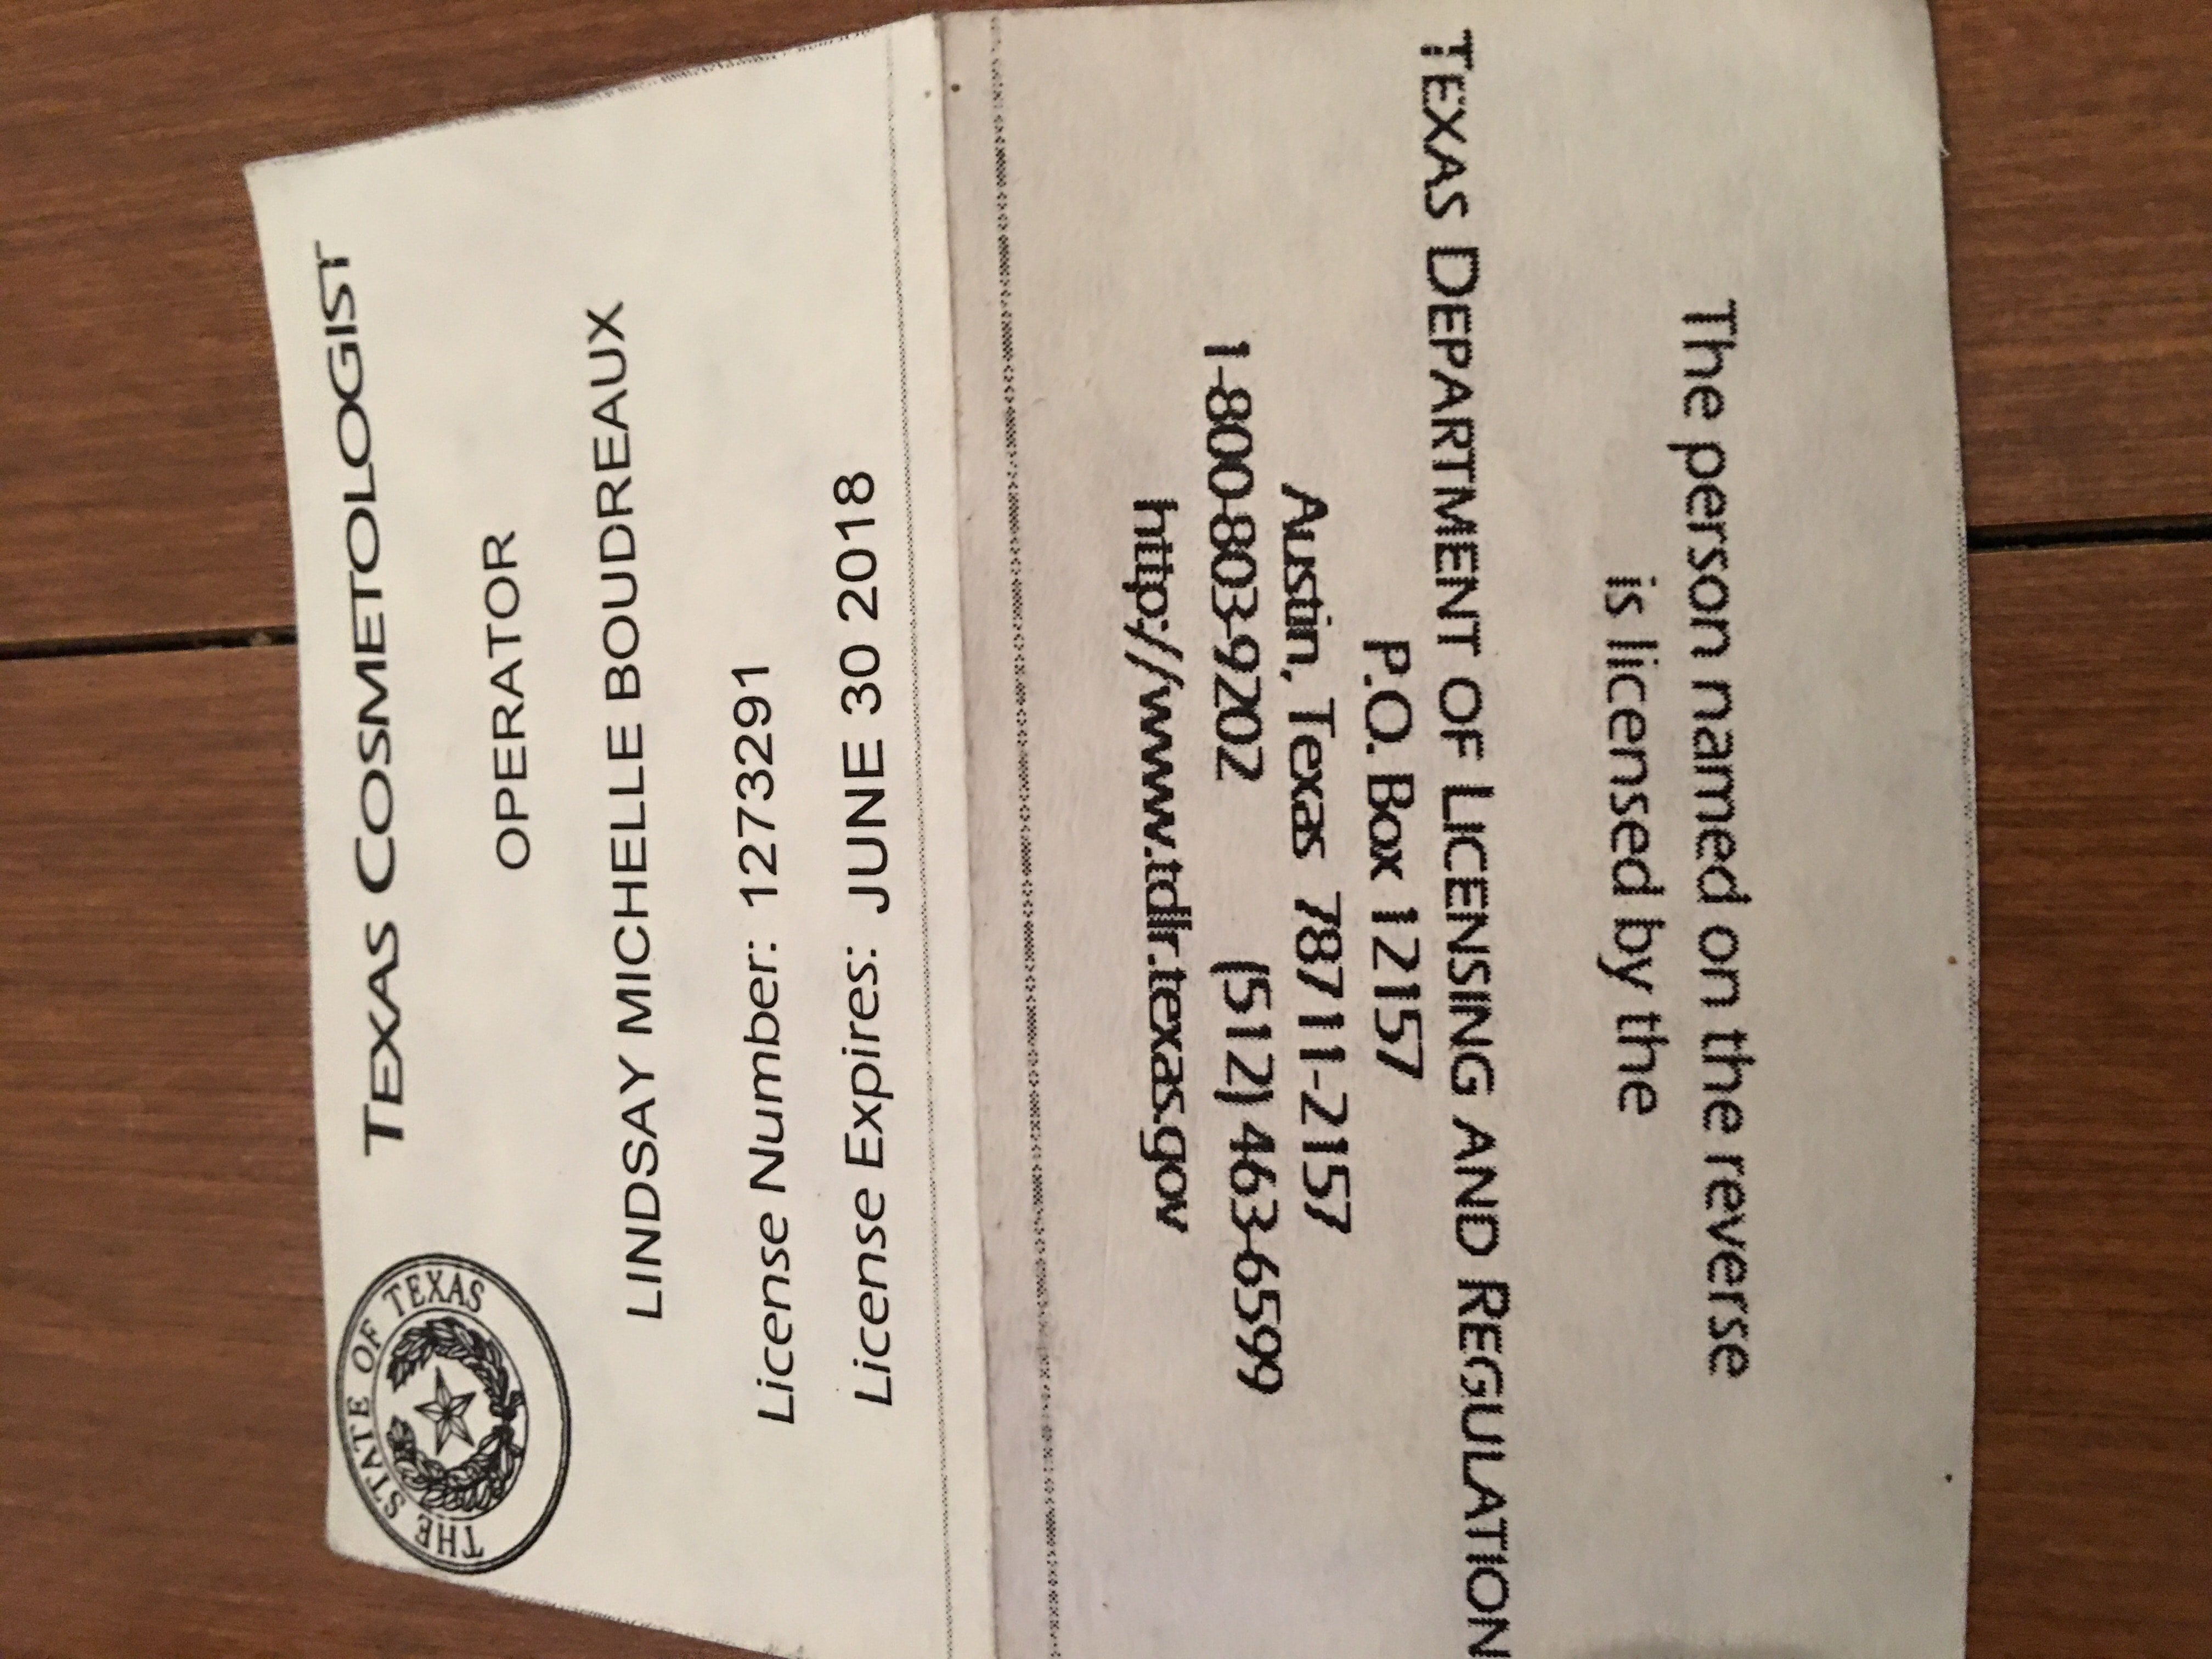 THE STATE OF TEXAS
TEXAS COSMETOLOGIST
OPERATOR
LINDSAY MICHELLE BOUDREAUX
License Number: 1273291
License Expires: JUNE 30 2018
The person named on the reverse
is licensed by the
TEXAS DEPARTMENT OF LICENSING AND REGULATION
P.O. Box 12157
Austin, Texas 78711-2157
1-800-803-9202 (512) 463-6599
http://www.tdlr.texas.gov